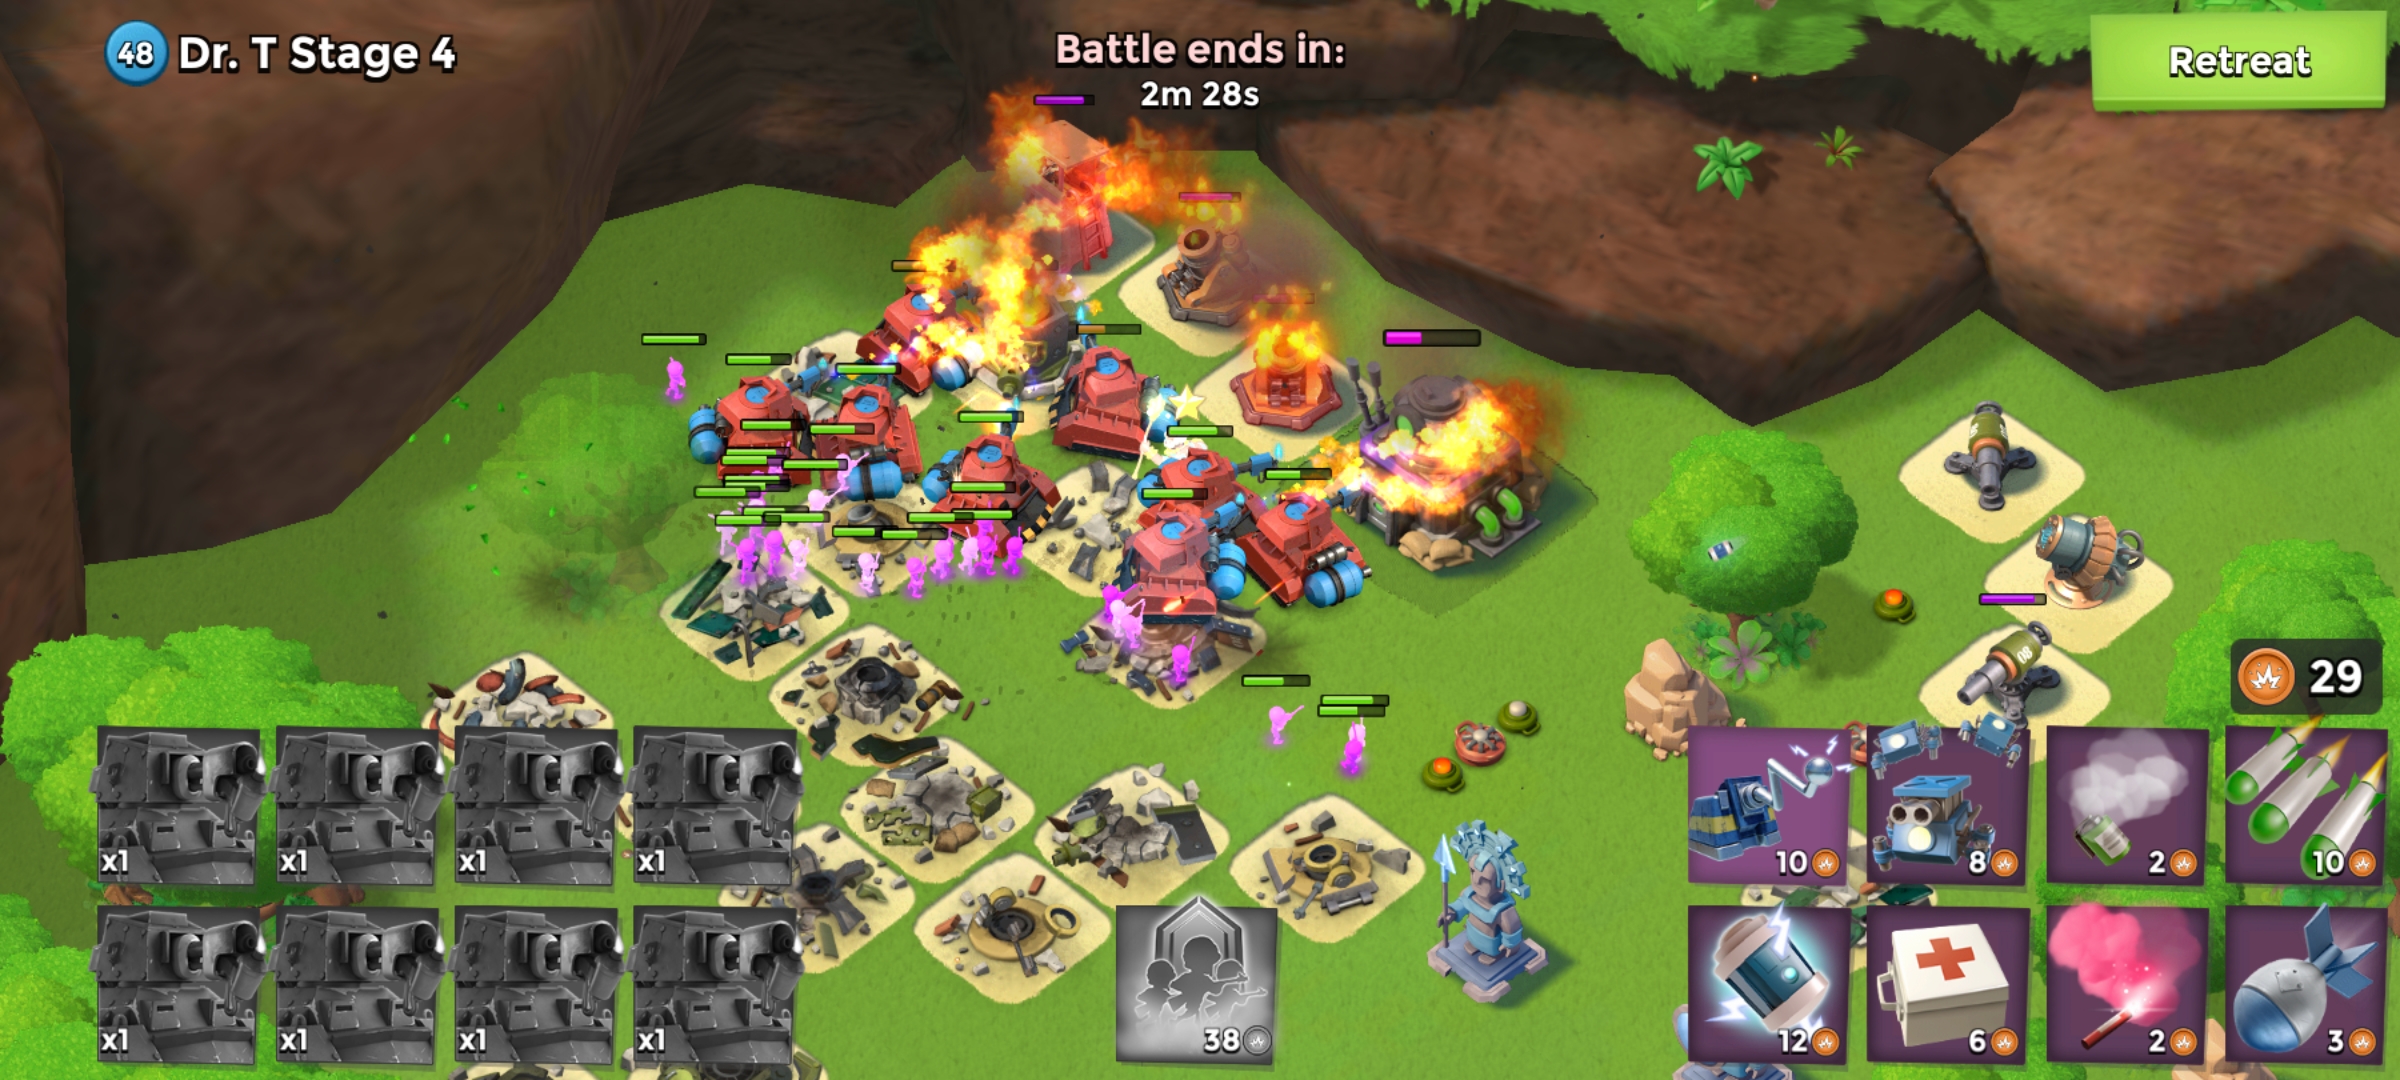 48 Dr. T Stage 4
Battle ends in:
2m 28s
Retreat
08
29
x1 x1 x1 x1
10 8 2 10
x1 x1 x1 x1
38
12 6 2 3